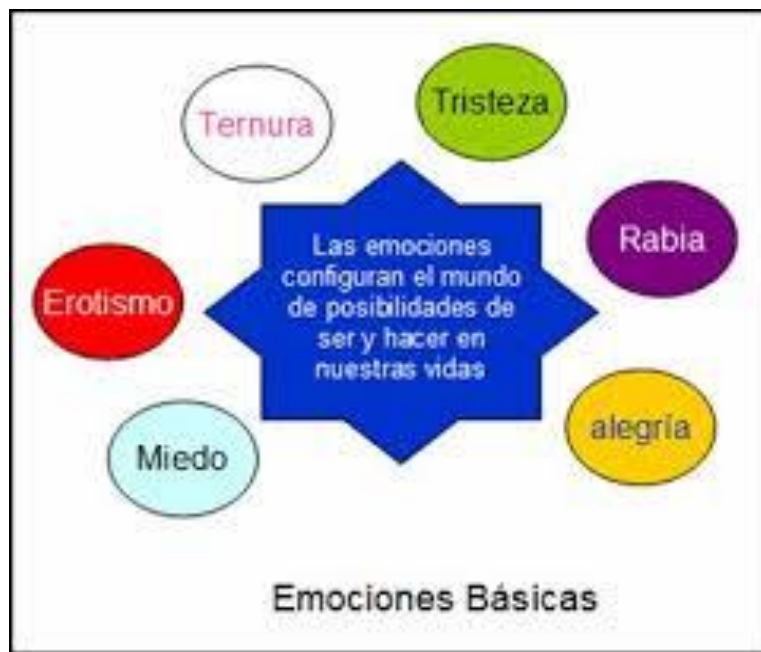 Ternura
Tristeza
Rabia
Erotismo
Las emociones
configuran el mundo
de posibilidades de
ser y hacer en
nuestras vidas
Miedo
alegría
Emociones Básicas